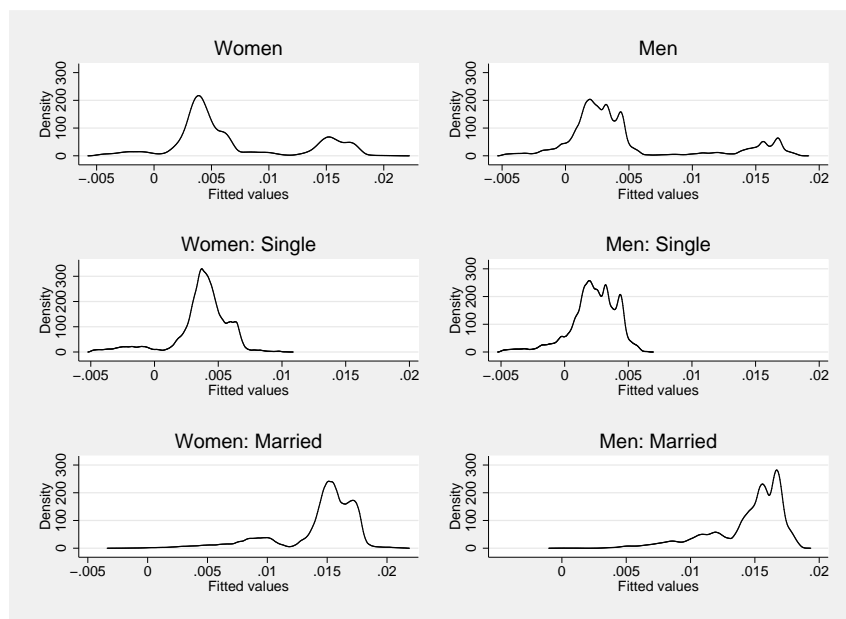 Women
Density
0 100 200 300
−.005 0 .005 .01 .015 .02
Fitted values
Men
Density
0 100 200 300
−.005 0 .005 .01 .015 .02
Fitted values
Women: Single
Density
0 100 200 300
−.005 0 .005 .01 .015 .02
Fitted values
Men: Single
Density
0 100 200 300
−.005 0 .005 .01 .015 .02
Fitted values
Women: Married
Density
0 100 200 300
−.005 0 .005 .01 .015 .02
Fitted values
Men: Married
Density
0 100 200 300
0 .005 .01 .015 .02
Fitted values